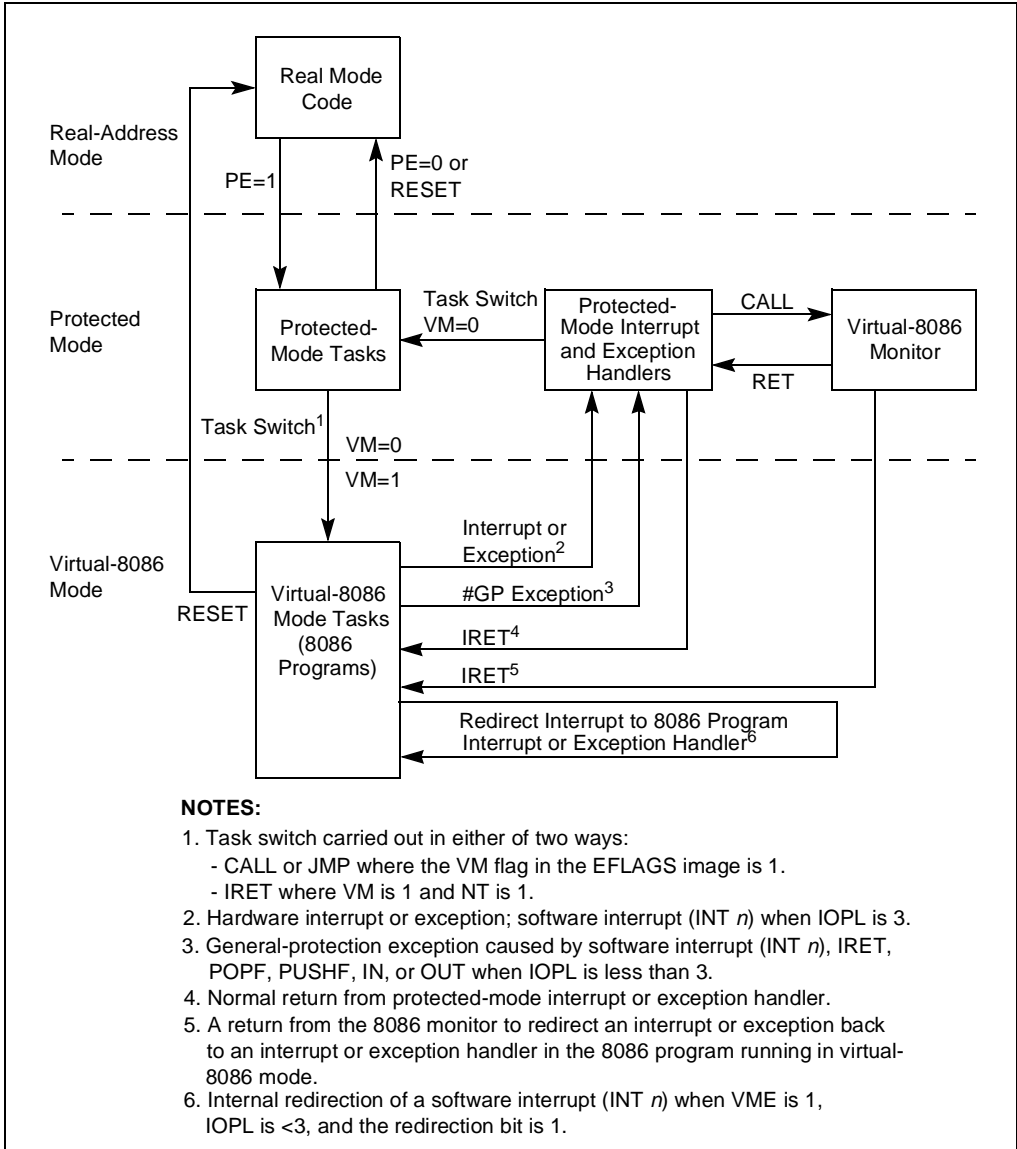 Real Mode
Code
Real-Address
Mode
PE=1
PE=0 or
RESET
Protected
Mode
Protected-
Mode Tasks
Task Switch
VM=0
Protected-
Mode Interrupt
and Exception
Handlers
CALL
RET
Virtual-8086
Monitor
Task Switch1
VM=0
VM=1
Virtual-8086
Mode
RESET
Virtual-8086
Mode Tasks
(8086
Programs)
Interrupt or
Exception2
#GP Exception3
IRET4
IRET5
Redirect Interrupt to 8086 Program
Interrupt or Exception Handler6
NOTES:
1. Task switch carried out in either of two ways:
- CALL or JMP where the VM flag in the EFLAGS image is 1.
- IRET where VM is 1 and NT is 1.
2. Hardware interrupt or exception; software interrupt (INT n) when IOPL is 3.
3. General-protection exception caused by software interrupt (INT n), IRET,
POPF, PUSHF, IN, or OUT when IOPL is less than 3.
4. Normal return from protected-mode interrupt or exception handler.
5. A return from the 8086 monitor to redirect an interrupt or exception back
to an interrupt or exception handler in the 8086 program running in virtual-
8086 mode.
6. Internal redirection of a software interrupt (INT n) when VME is 1,
IOPL is <3, and the redirection bit is 1.